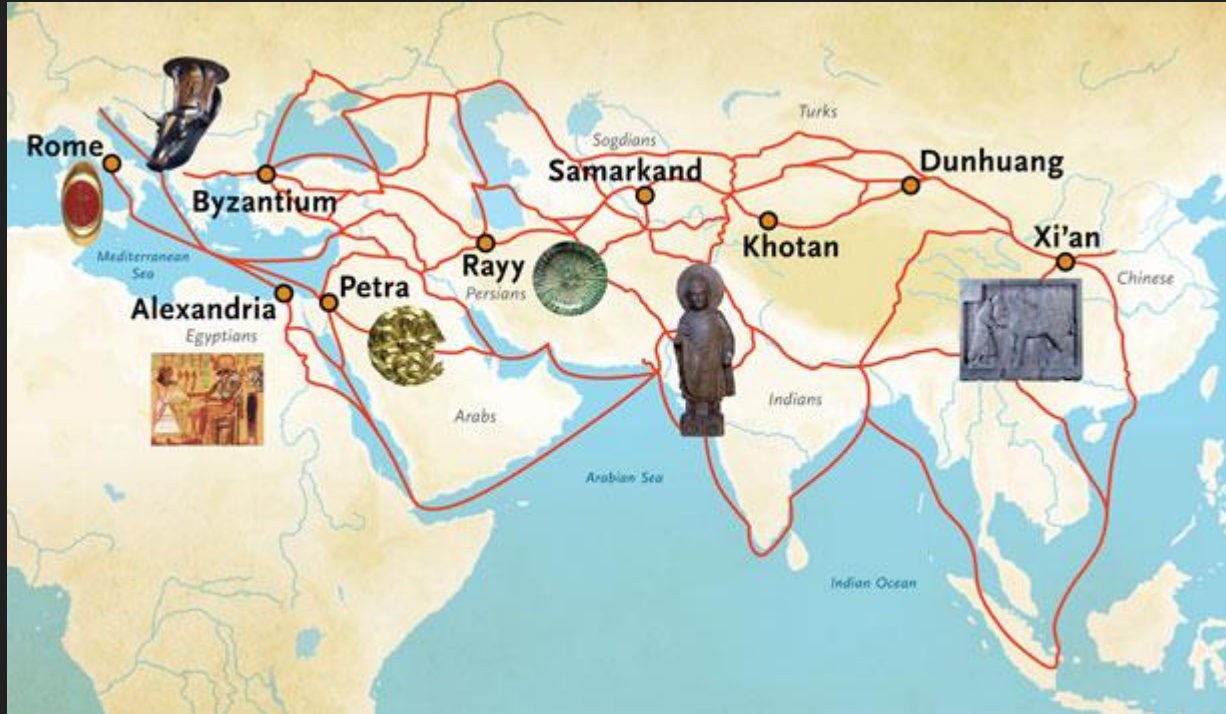 Turks
Sogdians
Rome
Samarkand
Dunhuang
Byzantium
Khotan
Xi'an
Mediterranean
Sea
Rayy
Persians
Chinese
Petra
Alexandria
Egyptians
Indians
Arabs
Arabian Sea
Indian Ocean